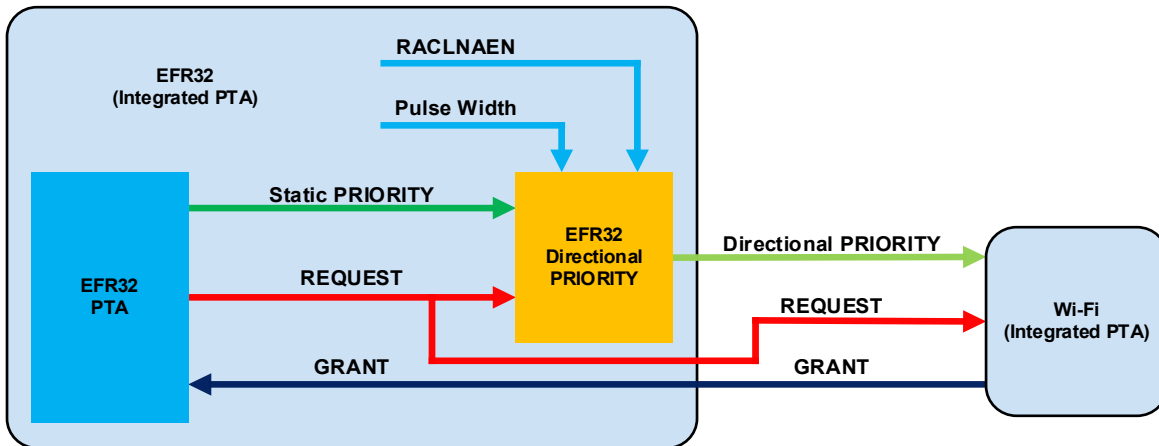 RACLNAEN
EFR32
(Integrated PTA)
Pulse Width
Static PRIORITY
EFR32
Directional
PRIORITY
Directional PRIORITY
REQUEST
EFR32
PTA
REQUEST
Wi-Fi
(Integrated PTA)
GRANT
GRANT